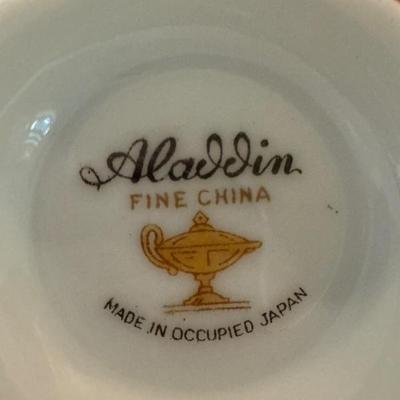 Aladdin
FINE CHINA
MADE IN OCCUPIED JAPAN